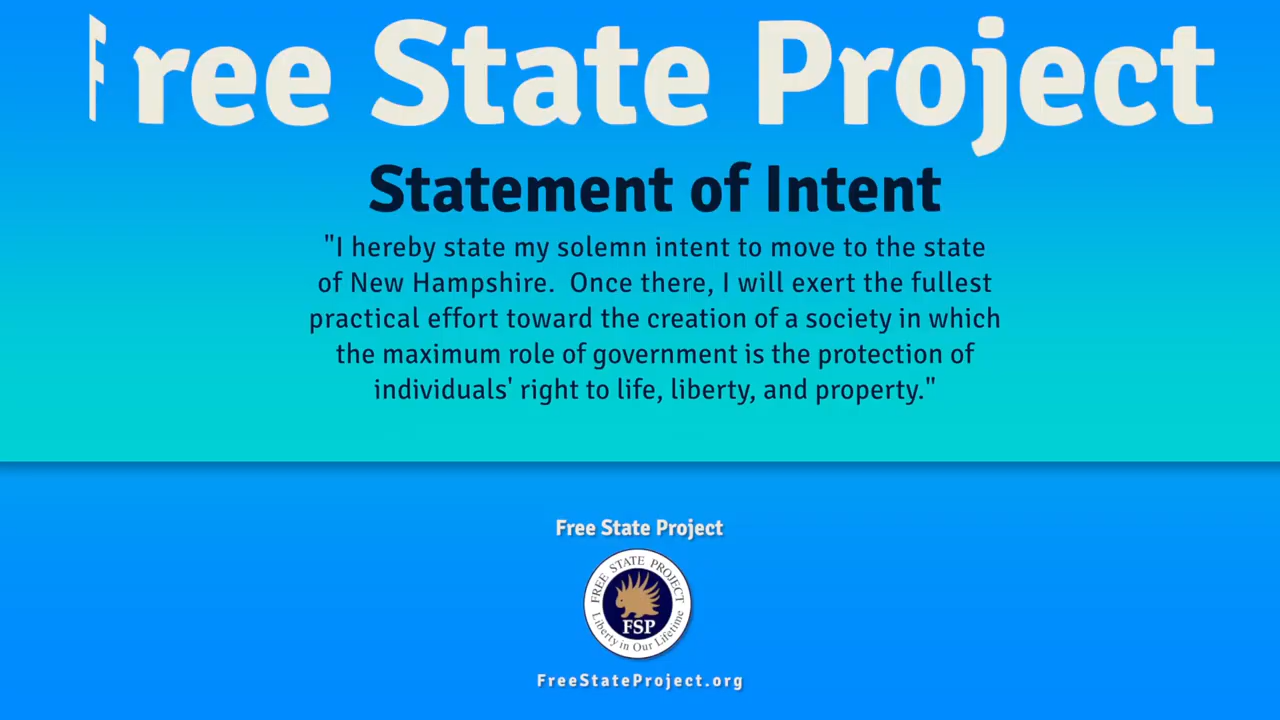 Free State Project
Statement of Intent
"I hereby state my solemn intent to move to the state
of New Hampshire.  Once there, I will exert the fullest
practical effort toward the creation of a society in which
the maximum role of government is the protection of
individuals' right to life, liberty, and property."
Free State Project
FREE STATE PROJECT
FSP
Liberty in Our Lifetime
FreeStateProject.org